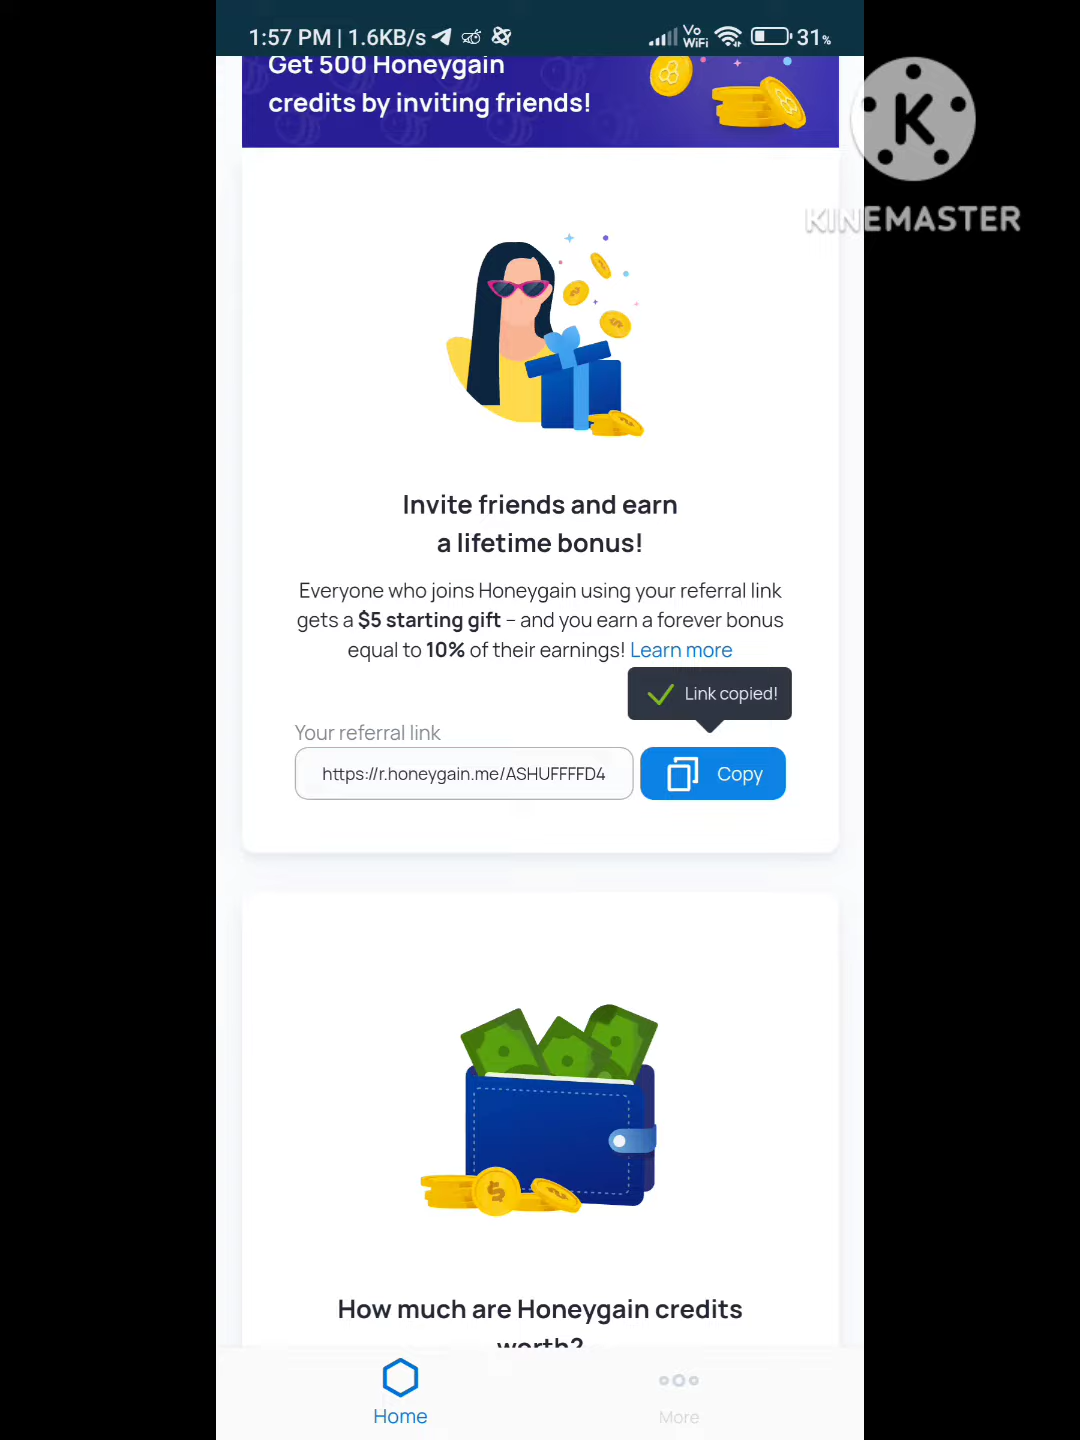 1:57 PM | 1.6KB/s
Vo
WiFi
31%
Get 500 Honeygain
credits by inviting friends!
K
KINEMASTER
Invite friends and earn
a lifetime bonus!
Everyone who joins Honeygain using your referral link
gets a $5 starting gift – and you earn a forever bonus
equal to 10% of their earnings! Learn more
Link copied!
Your referral link
https://r.honeygain.me/ASHUFFFFD4
Copy
How much are Honeygain credits
worth?
Home
More